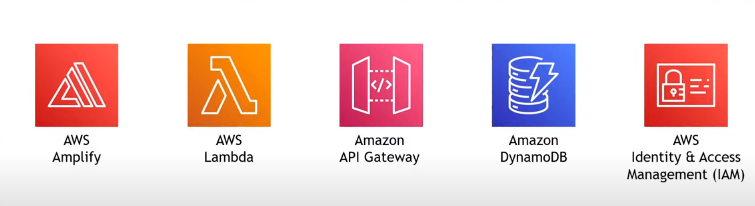 AWS
Amplify
AWS
Lambda
</>
Amazon
API Gateway
Amazon
DynamoDB
AWS
Identity & Access
Management (IAM)